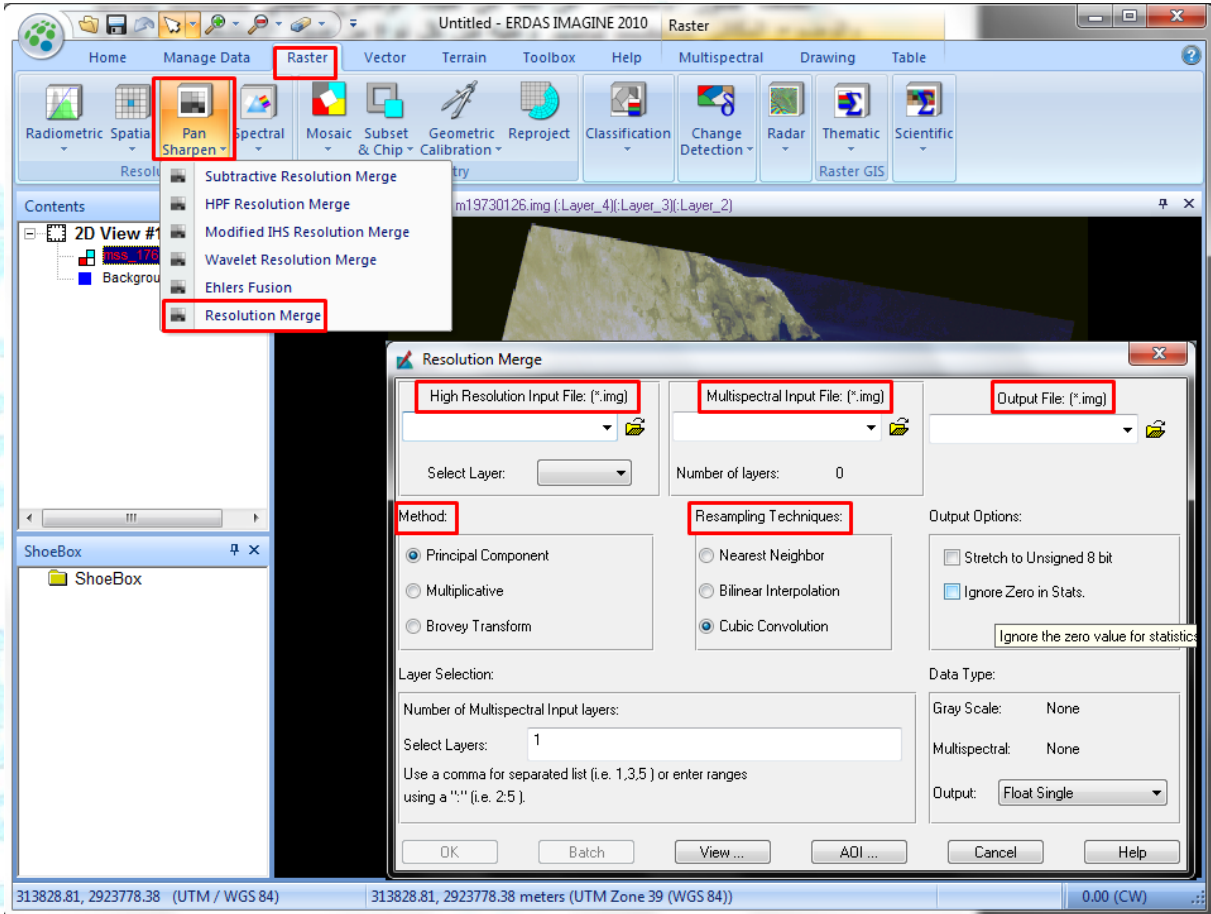 Untitled - ERDAS IMAGINE 2010 Raster
Home Manage Data Raster Vector Terrain Toolbox Help Multispectral Drawing Table
Radiometric Spatia Pan Sharpen Spectral Mosaic Subset & Chip Geometric Calibration Reproject Classification Change Detection Radar Thematic Scientific
Resolu try Raster GIS
Subtractive Resolution Merge
HPF Resolution Merge
Modified IHS Resolution Merge
Wavelet Resolution Merge
Ehlers Fusion
Resolution Merge
Contents
2D View #1
mss_176
Backgrou
m19730126.img (:Layer_4)(:Layer_3)(:Layer_2)
ShoeBox
ShoeBox
Resolution Merge
High Resolution Input File: (*.img) Multispectral Input File: (*.img) Output File: (*.img)
Select Layer: Number of layers: 0
Method: Resampling Techniques: Output Options:
Principal Component Nearest Neighbor Stretch to Unsigned 8 bit
Multiplicative Bilinear Interpolation Ignore Zero in Stats.
Brovey Transform Cubic Convolution
Ignore the zero value for statistics
Layer Selection: Data Type:
Number of Multispectral Input layers: Gray Scale: None
Select Layers: 1 Multispectral: None
Use a comma for separated list (i.e. 1,3,5 ) or enter ranges
using a ":" (i.e. 2:5 ). Output: Float Single
OK Batch View ... AOI ... Cancel Help
313828.81, 2923778.38 (UTM / WGS 84) 313828.81, 2923778.38 meters (UTM Zone 39 (WGS 84)) 0.00 (CW)